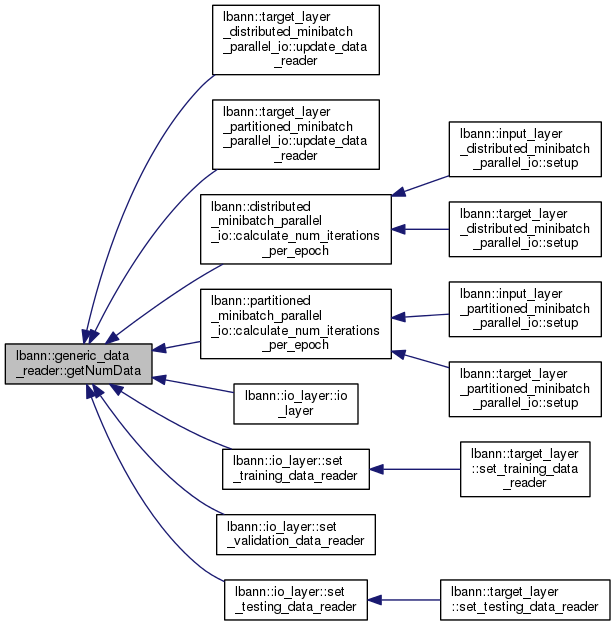 lbann::target_layer
_distributed_minibatch
_parallel_io::update_data
_reader
lbann::target_layer
_partitioned_minibatch
_parallel_io::update_data
_reader
lbann::distributed
_minibatch_parallel
_io::calculate_num_iterations
_per_epoch
lbann::input_layer
_distributed_minibatch
_parallel_io::setup
lbann::target_layer
_distributed_minibatch
_parallel_io::setup
lbann::partitioned
_minibatch_parallel
_io::calculate_num_iterations
_per_epoch
lbann::input_layer
_partitioned_minibatch
_parallel_io::setup
lbann::target_layer
_partitioned_minibatch
_parallel_io::setup
lbann::generic_data
_reader::getNumData
lbann::io_layer::io
_layer
lbann::io_layer::set
_training_data_reader
lbann::target_layer
::set_training_data
_reader
lbann::io_layer::set
_validation_data_reader
lbann::io_layer::set
_testing_data_reader
lbann::target_layer
::set_testing_data_reader